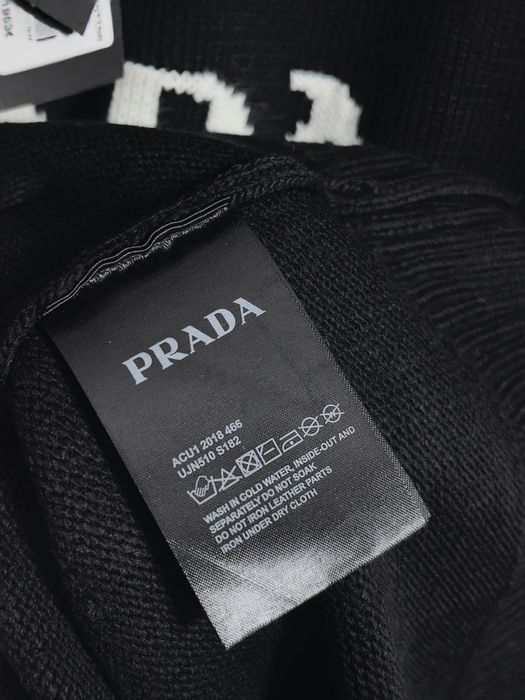 PRADA
ACU1 2018 466
UJN510 S182
WASH IN COLD WATER, INSIDE-OUT AND
SEPARATELY DO NOT SOAK
DO NOT IRON LEATHER PARTS
IRON UNDER DRY CLOTH